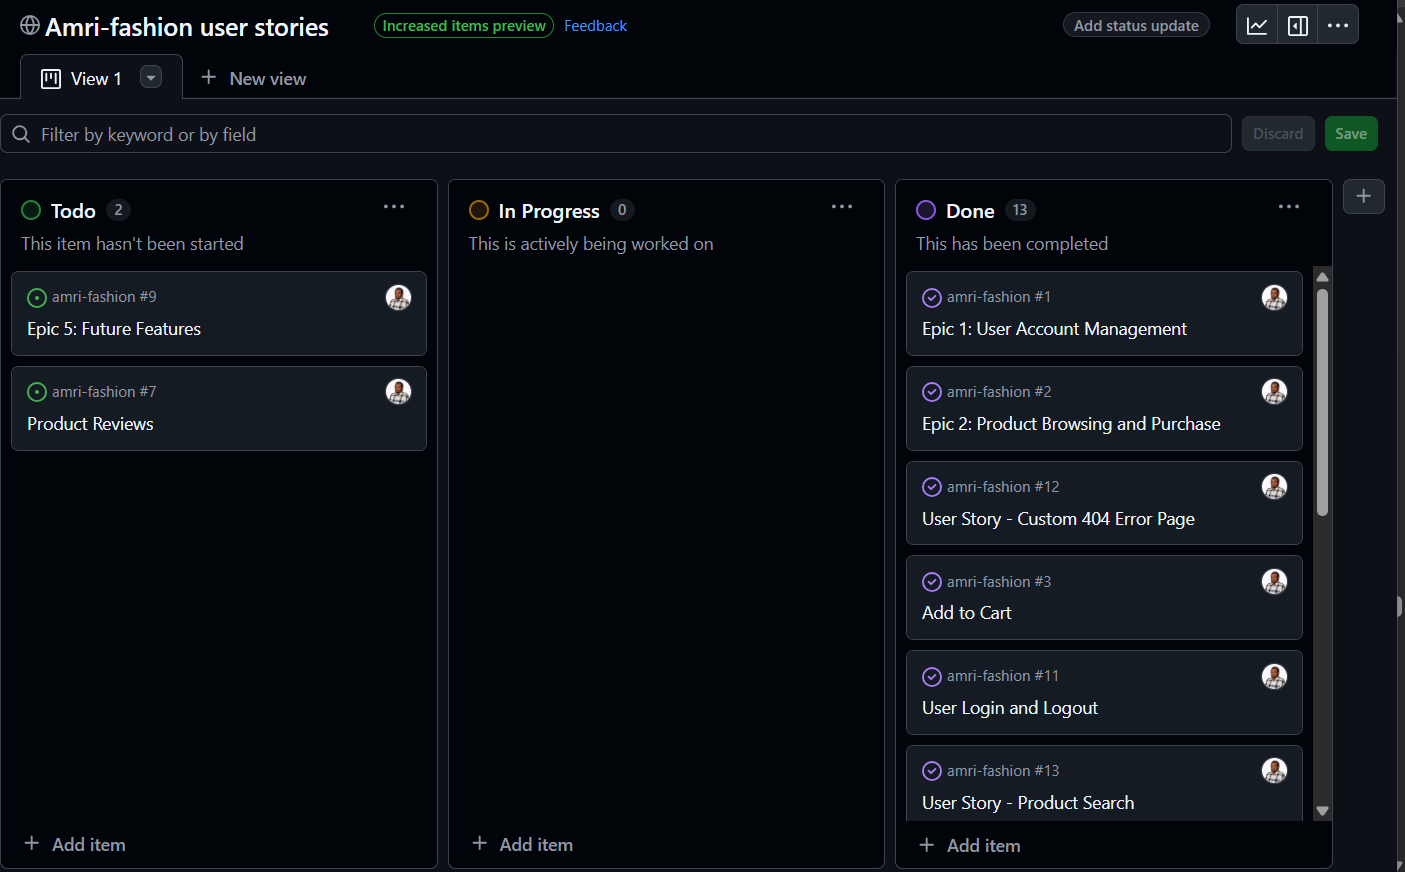 Amri-fashion user stories
Increased items preview
Feedback
Add status update
View 1
New view
Filter by keyword or by field
Discard
Save
Todo 2
This item hasn't been started
amri-fashion #9
Epic 5: Future Features
amri-fashion #7
Product Reviews
Add item
In Progress 0
This is actively being worked on
Add item
Done 13
This has been completed
amri-fashion #1
Epic 1: User Account Management
amri-fashion #2
Epic 2: Product Browsing and Purchase
amri-fashion #12
User Story - Custom 404 Error Page
amri-fashion #3
Add to Cart
amri-fashion #11
User Login and Logout
amri-fashion #13
User Story - Product Search
Add item